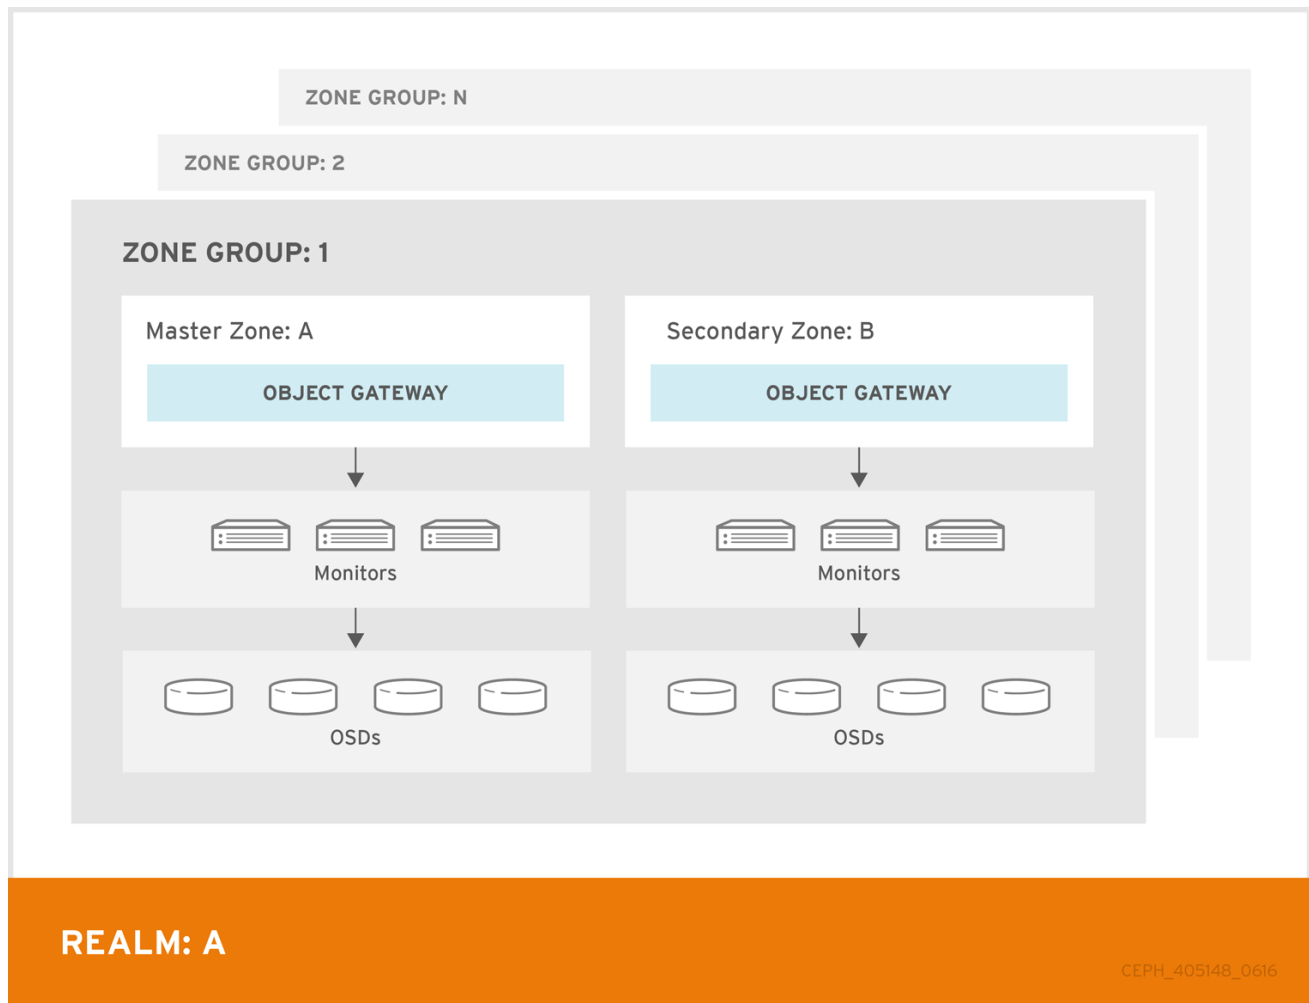 ZONE GROUP: N
ZONE GROUP: 2
ZONE GROUP: 1
Master Zone: A
OBJECT GATEWAY
Monitors
OSDs
Secondary Zone: B
OBJECT GATEWAY
Monitors
OSDs
REALM: A
CEPH_405148_0616